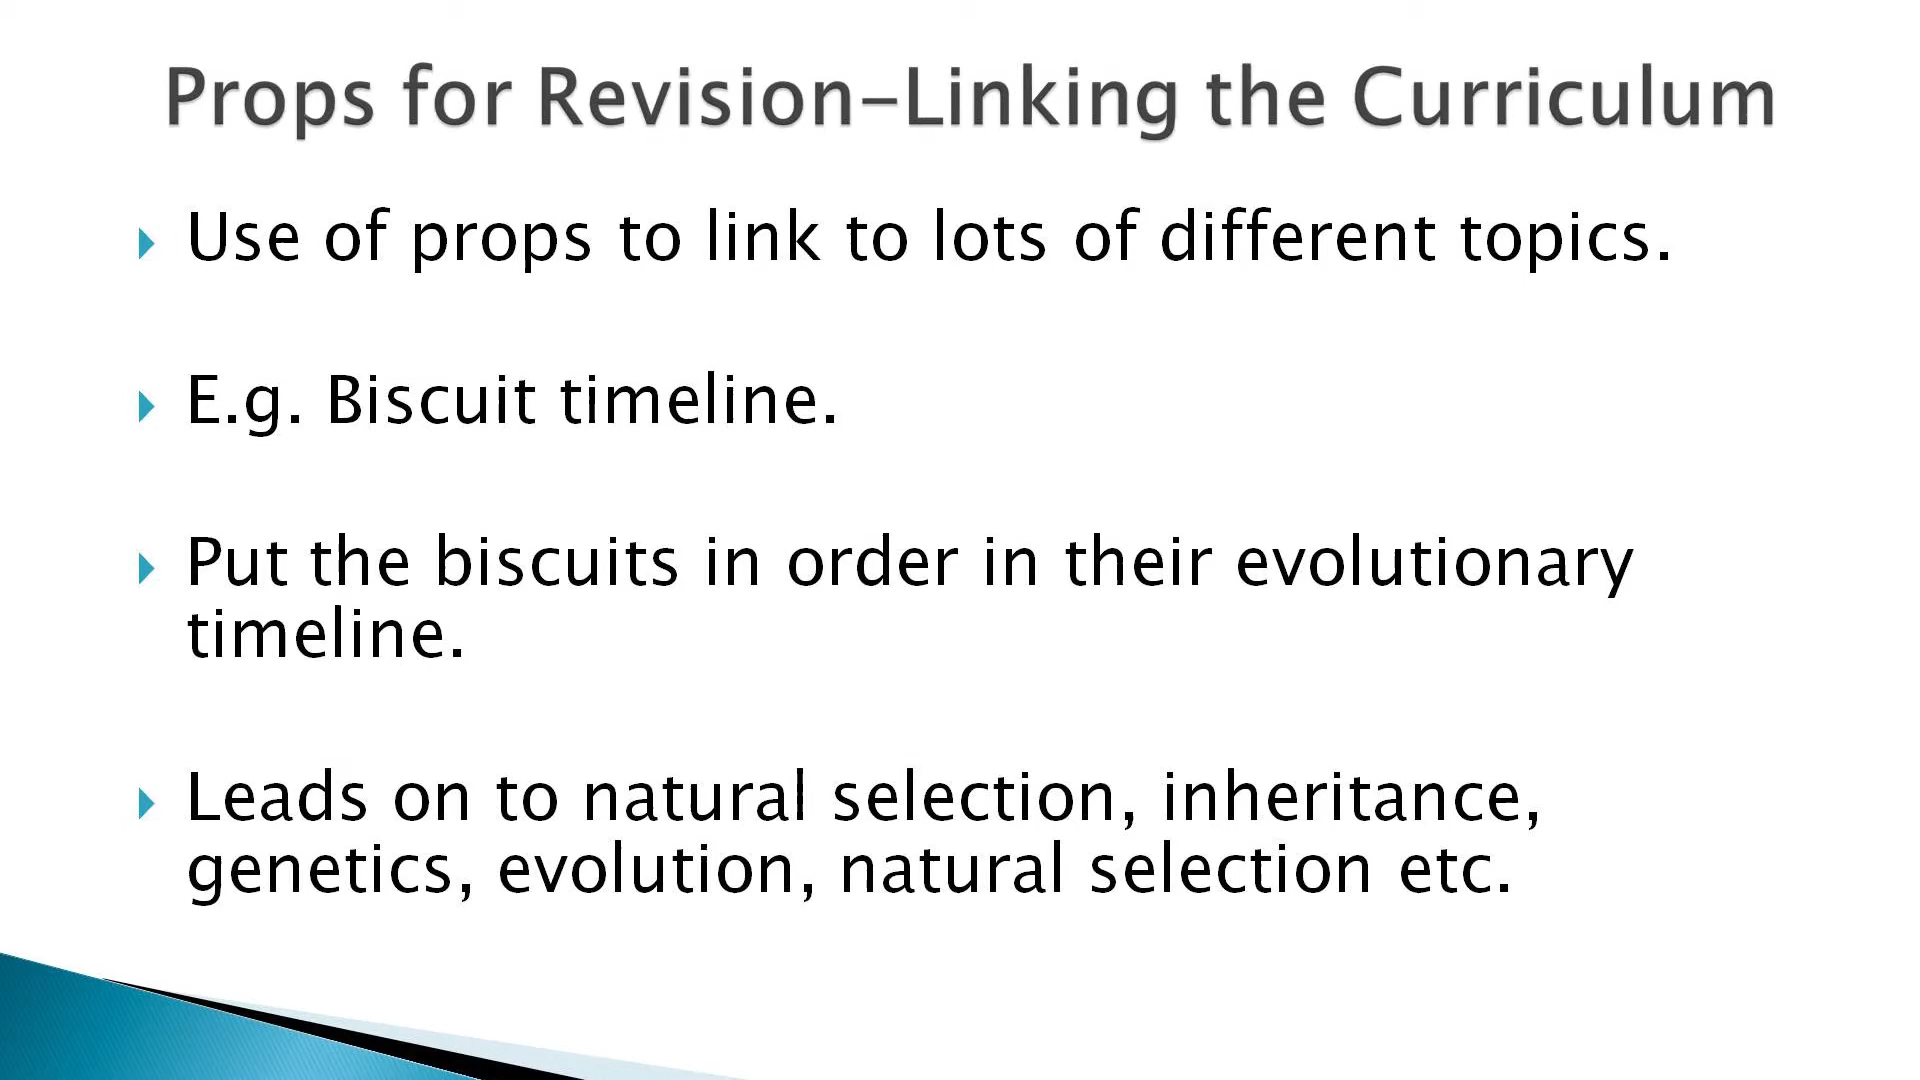 Props for Revision-Linking the Curriculum
Use of props to link to lots of different topics.
E.g. Biscuit timeline.
Put the biscuits in order in their evolutionary
timeline.
Leads on to natural selection, inheritance,
genetics, evolution, natural selection etc.